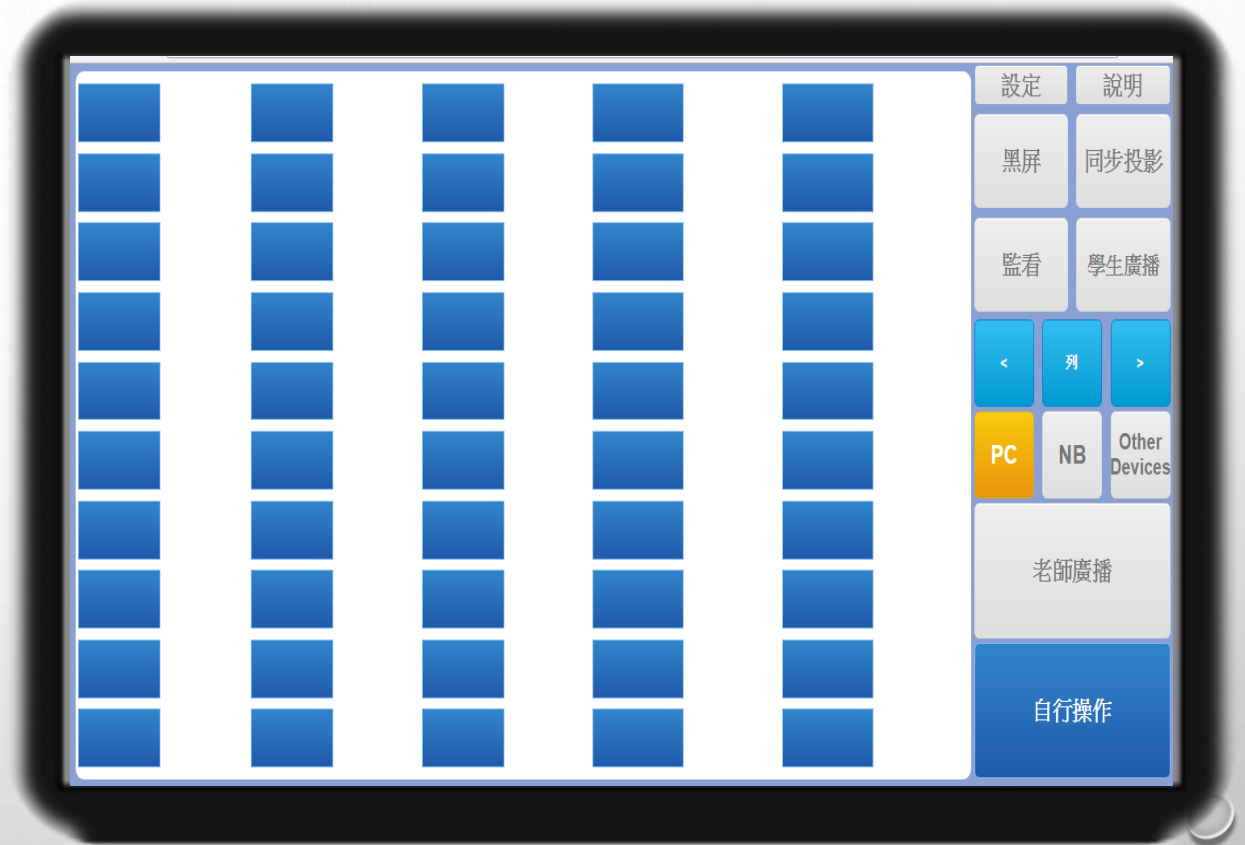 設定
說明
黑屏
同步投影
監看
學生廣播
<
列
>
PC
NB
Other
Devices
老師廣播
自行操作